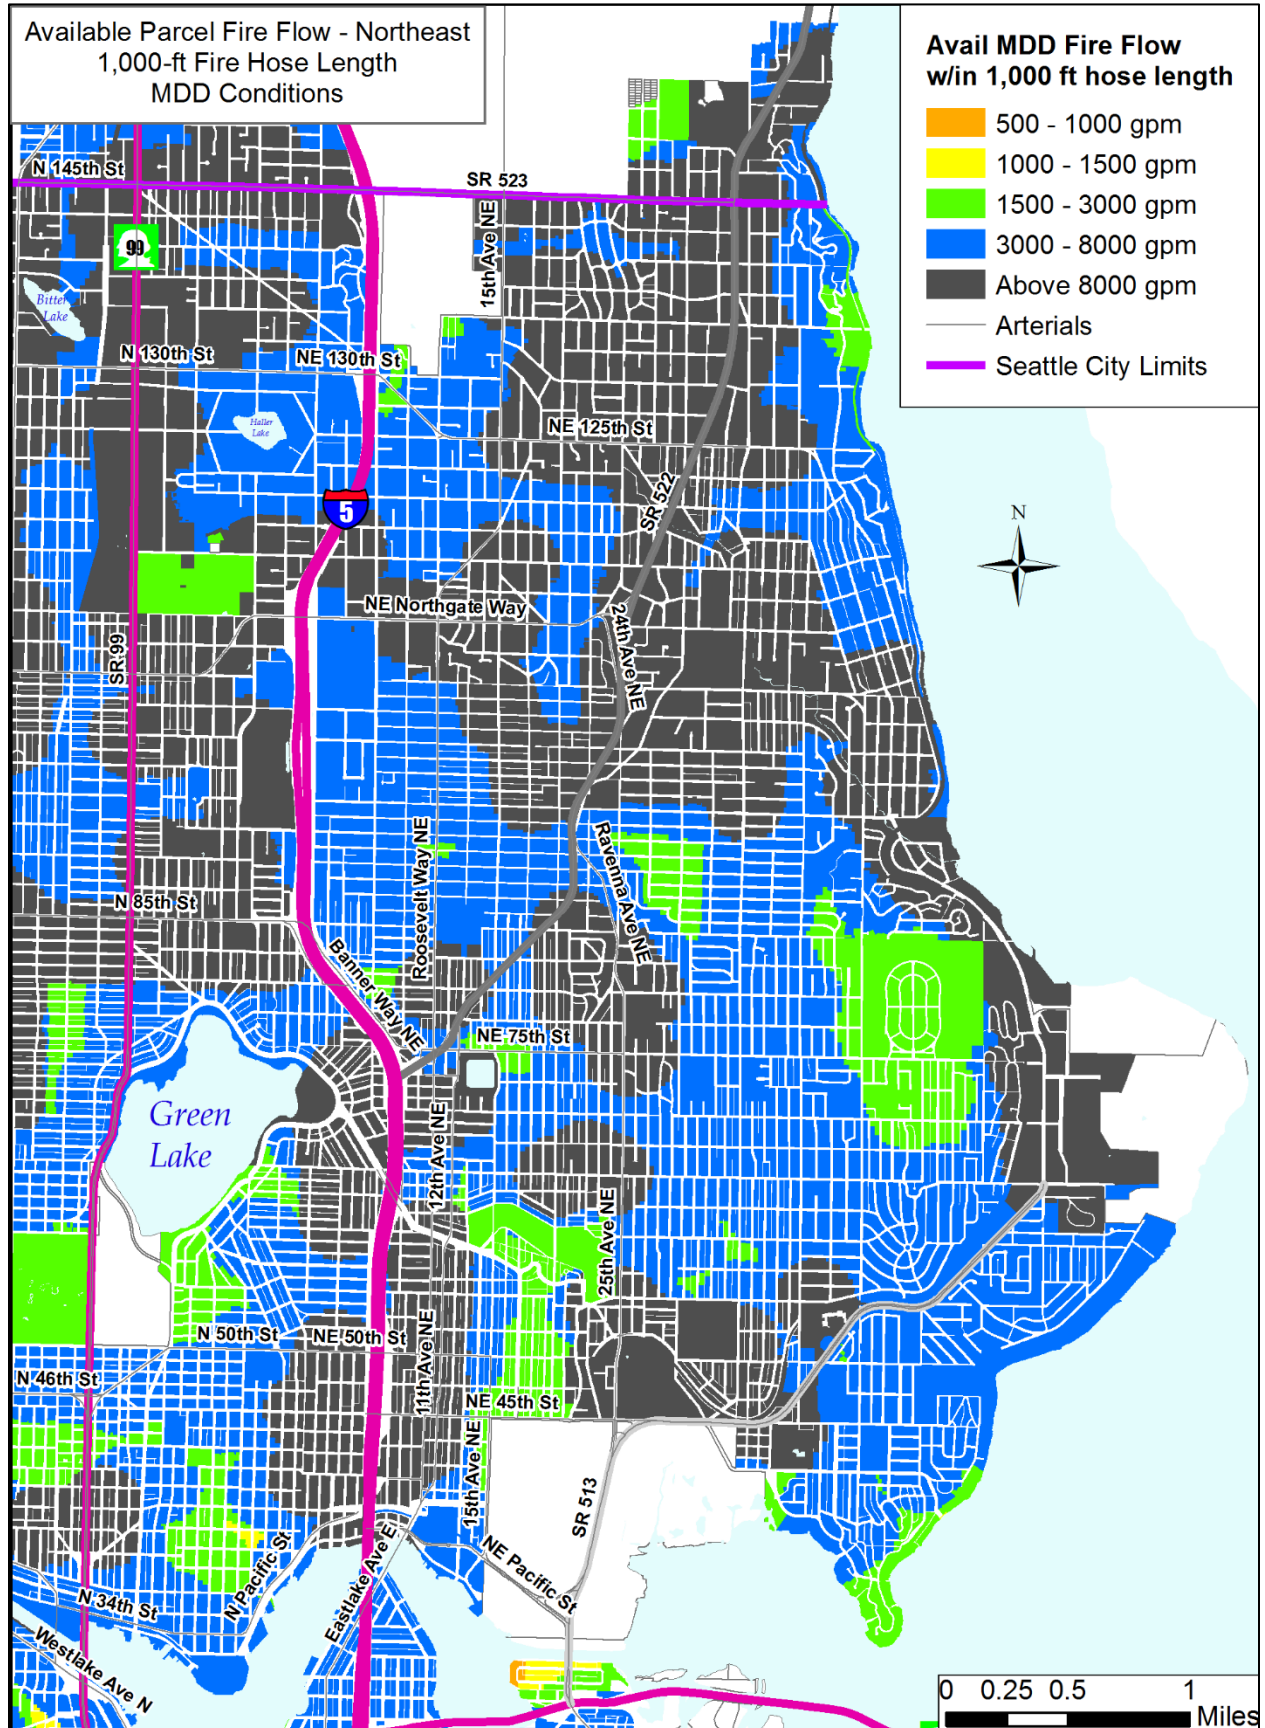 Available Parcel Fire Flow - Northeast
1,000-ft Fire Hose Length
MDD Conditions
Avail MDD Fire Flow
w/in 1,000 ft hose length
500 - 1000 gpm
1000 - 1500 gpm
1500 - 3000 gpm
3000 - 8000 gpm
Above 8000 gpm
Arterials
Seattle City Limits
N 145th St
SR 523
99
15th Ave NE
Bitter
Lake
N 130th St
NE 130th St
Haller
Lake
NE 125th St
5
SR 522
N
NE Northgate Way
24th Ave NE
SR 99
Roosevelt Way NE
Ravenna Ave NE
N 85th St
Banner Way NE
NE 75th St
Green
Lake
12th Ave NE
25th Ave NE
N 50th St
NE 50th St
11th Ave NE
N 46th St
NE 45th St
15th Ave NE
SR 513
N Pacific St
Eastlake Ave E
NE Pacific St
N 34th St
Westlake Ave N
0 0.25 0.5 1
Miles